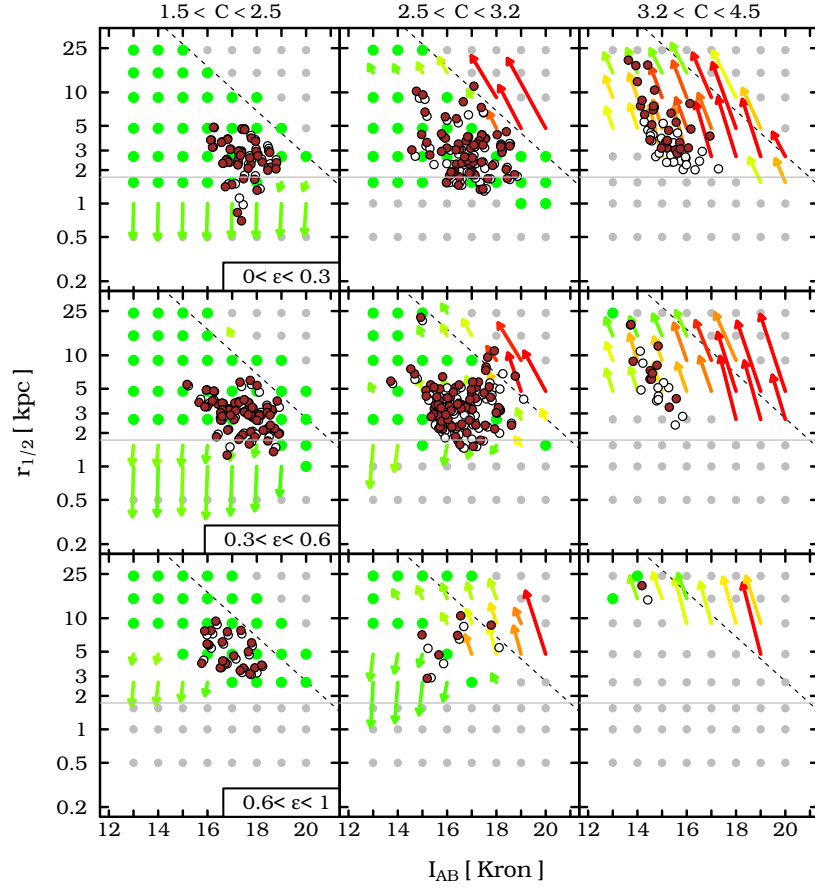 1.5 < C < 2.5
2.5 < C < 3.2
3.2 < C < 4.5
25
10
5
3
2
1
0.5
0.2
0 < ε < 0.3
25
10
5
3
2
1
0.5
0.2
0.3 < ε < 0.6
25
10
5
3
2
1
0.5
0.2
0.6 < ε < 1
12 14 16 18 20 12 14 16 18 20 12 14 16 18 20
r1/2 [ kpc ]
IAB [ Kron ]